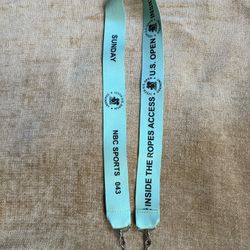 SUNDAY
NBC SPORTS 043
INSIDE THE ROPES ACCESS
U.S. OPEN